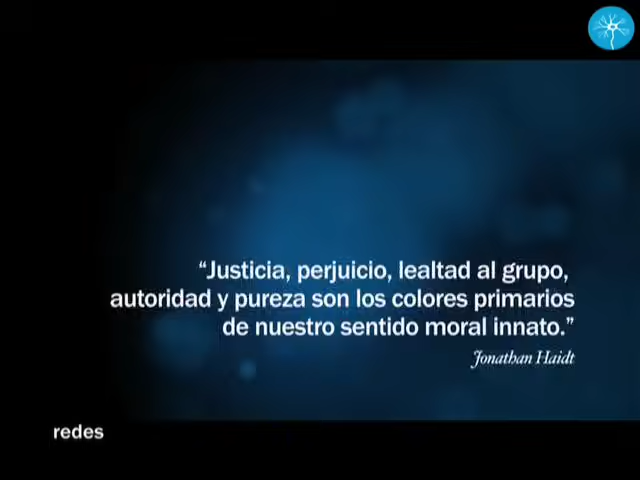 “Justicia, perjuicio, lealtad al grupo,
autoridad y pureza son los colores primarios
de nuestro sentido moral innato.”
Jonathan Haidt
redes